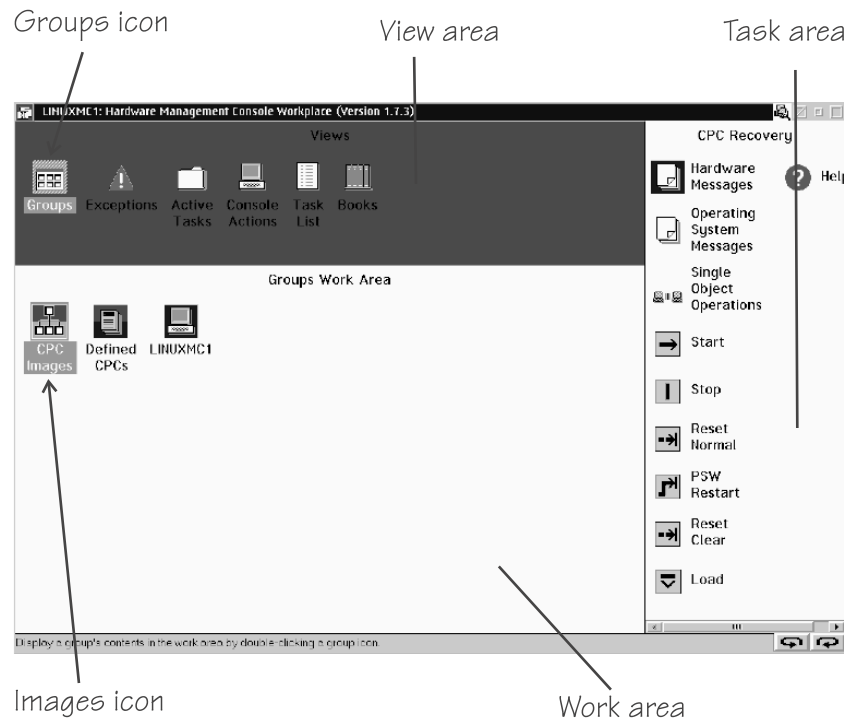 Groups icon
View area
Task area
LINUXMC1: Hardware Management Console Workplace (Version 1.7.3)
Views
Groups
Exceptions
Active
Tasks
Console
Actions
Task
List
Books
CPC Recovery
Hardware
Messages
Help
Operating
System
Messages
Single
Object
Operations
Start
Stop
Reset
Normal
PSW
Restart
Reset
Clear
Load
Groups Work Area
CPC
Images
Defined
CPCs
LINUXMC1
Display a group's contents in the work area by double-clicking a group icon.
Images icon
Work area